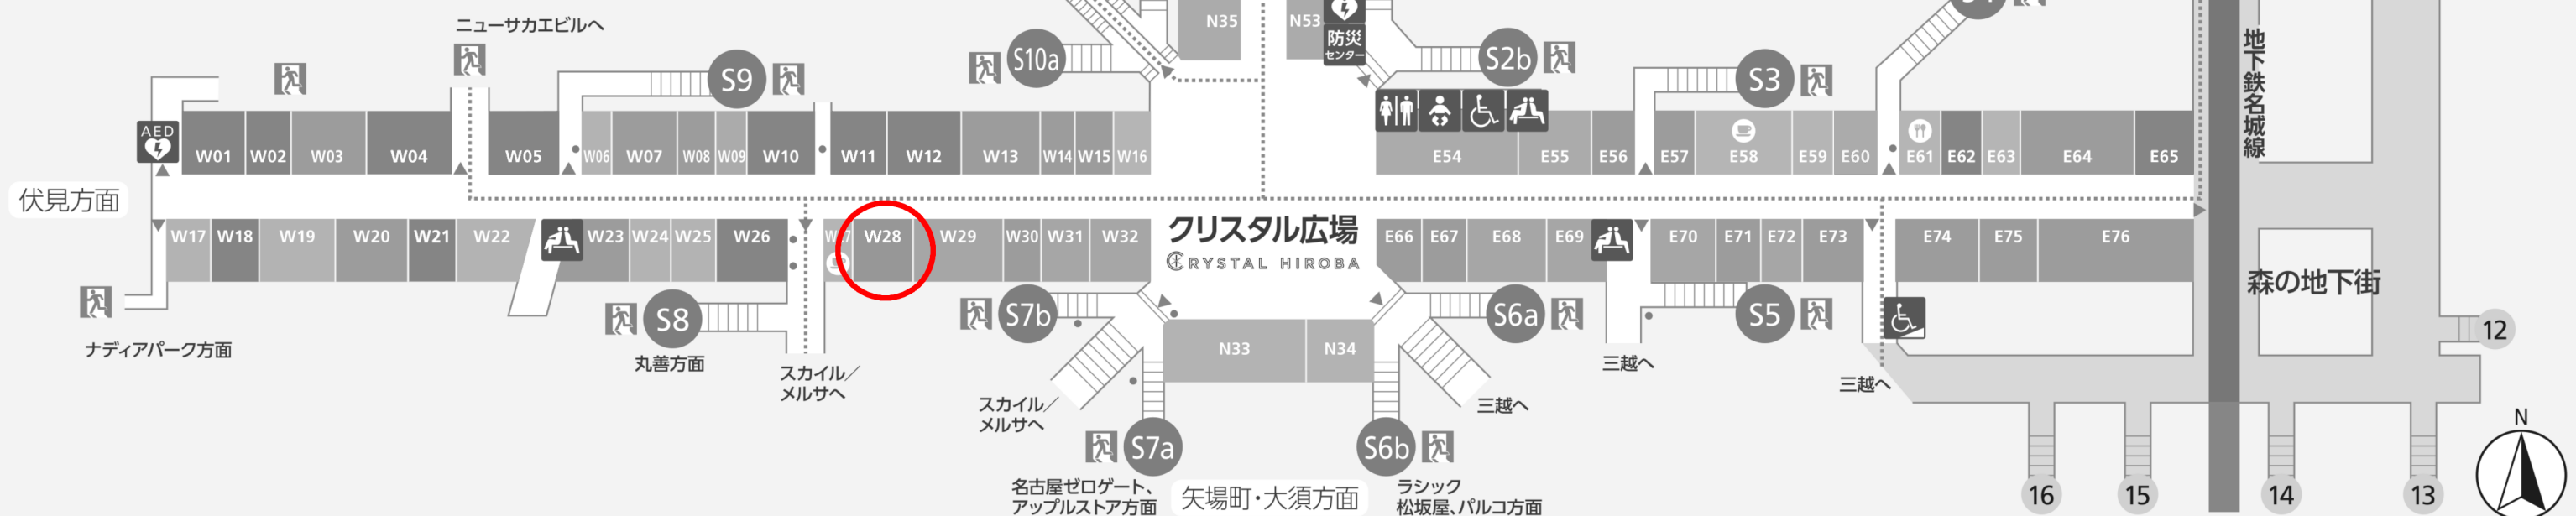 ニューサカエビルへ
N35
N53
防災
センター
S10a
S2b
S9
S3
地下鉄名城線
AED
W01
W02
W03
W04
W05
W06
W07
W08
W09
W10
W11
W12
W13
W14
W15
W16
E54
E55
E56
E57
E58
E59
E60
E61
E62
E63
E64
E65
伏見方面
W17
W18
W19
W20
W21
W22
W23
W24
W25
W26
W28
W29
W30
W31
W32
クリスタル広場
CRYSTAL HIROBA
E66
E67
E68
E69
E70
E71
E72
E73
E74
E75
E76
森の地下街
S8
S7b
S6a
S5
12
ナディアパーク方面
丸善方面
スカイル/
メルサへ
N33
N34
三越へ
三越へ
スカイル/
メルサへ
三越へ
S7a
S6b
N
名古屋ゼロゲート、
アップルストア方面
矢場町・大須方面
ラシック
松坂屋、パルコ方面
16
15
14
13